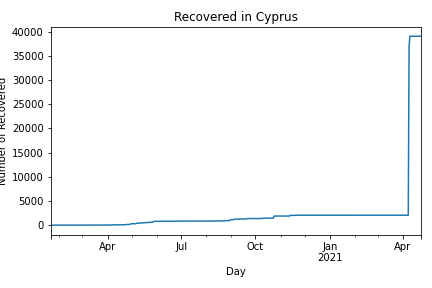 Recovered in Cyprus
Number of Recovered
40000
35000
30000
25000
20000
15000
10000
5000
0
Apr
Jul
Oct
Jan
2021
Apr
Day